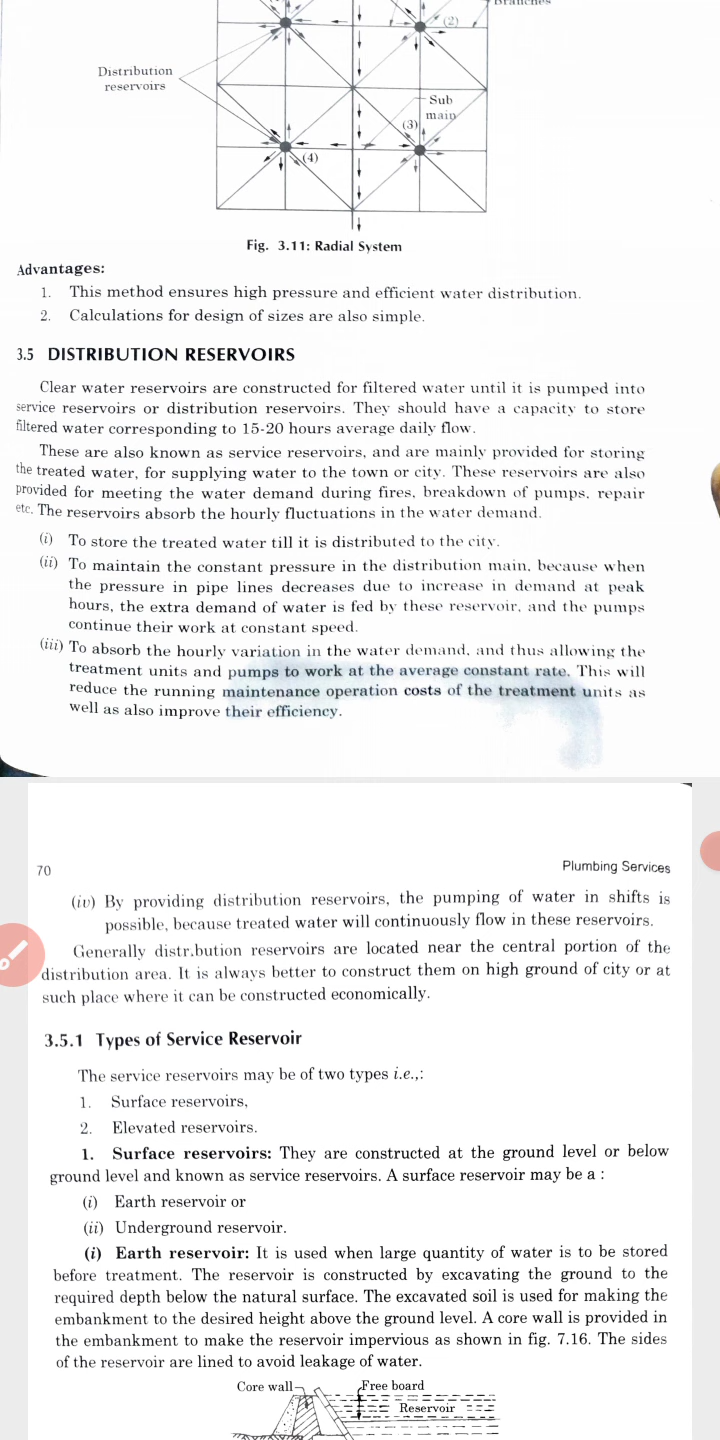 Branches
(2)
Distribution
reservoirs
Sub
main
(3)
(4)
Fig. 3.11: Radial System
Advantages:
1. This method ensures high pressure and efficient water distribution.
2. Calculations for design of sizes are also simple.
3.5 DISTRIBUTION RESERVOIRS
Clear water reservoirs are constructed for filtered water until it is pumped into
service reservoirs or distribution reservoirs. They should have a capacity to store
filtered water corresponding to 15-20 hours average daily flow.
These are also known as service reservoirs, and are mainly provided for storing
the treated water, for supplying water to the town or city. These reservoirs are also
provided for meeting the water demand during fires, breakdown of pumps, repair
etc. The reservoirs absorb the hourly fluctuations in the water demand.
(i) To store the treated water till it is distributed to the city.
(ii) To maintain the constant pressure in the distribution main, because when
the pressure in pipe lines decreases due to increase in demand at peak
hours, the extra demand of water is fed by these reservoir, and the pumps
continue their work at constant speed.
(iii) To absorb the hourly variation in the water demand, and thus allowing the
treatment units and pumps to work at the average constant rate. This will
reduce the running maintenance operation costs of the treatment units as
well as also improve their efficiency.
70
Plumbing Services
(iv) By providing distribution reservoirs, the pumping of water in shifts is
possible, because treated water will continuously flow in these reservoirs.
Generally distr.bution reservoirs are located near the central portion of the
distribution area. It is always better to construct them on high ground of city or at
such place where it can be constructed economically.
3.5.1 Types of Service Reservoir
The service reservoirs may be of two types i.e.,:
1. Surface reservoirs,
2. Elevated reservoirs.
1. Surface reservoirs: They are constructed at the ground level or below
ground level and known as service reservoirs. A surface reservoir may be a :
(i) Earth reservoir or
(ii) Underground reservoir.
(i) Earth reservoir: It is used when large quantity of water is to be stored
before treatment. The reservoir is constructed by excavating the ground to the
required depth below the natural surface. The excavated soil is used for making the
embankment to the desired height above the ground level. A core wall is provided in
the embankment to make the reservoir impervious as shown in fig. 7.16. The sides
of the reservoir are lined to avoid leakage of water.
Core wall
Free board
Reservoir